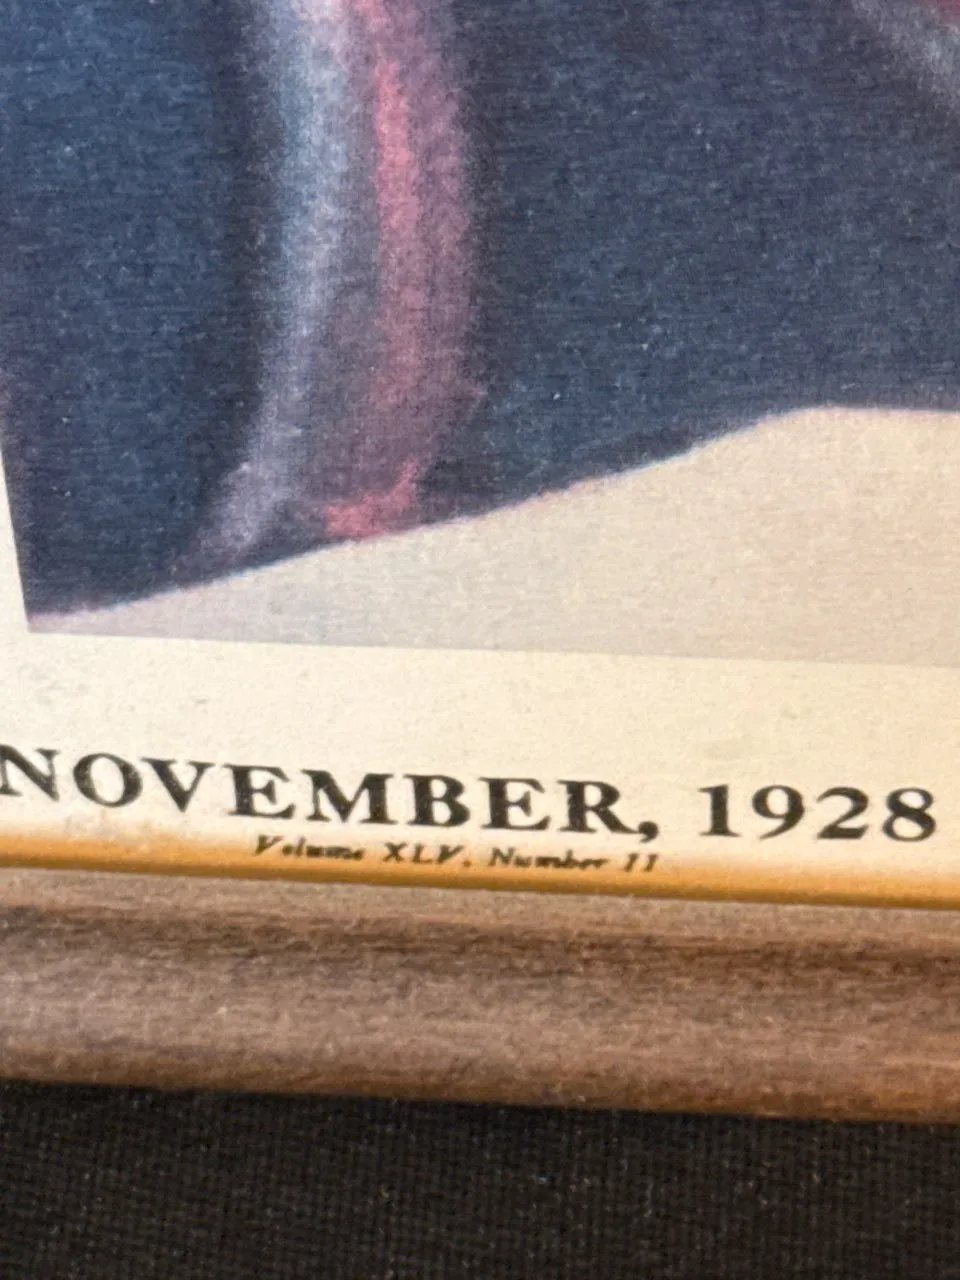 NOVEMBER, 1928
Volume XLV, Number 11